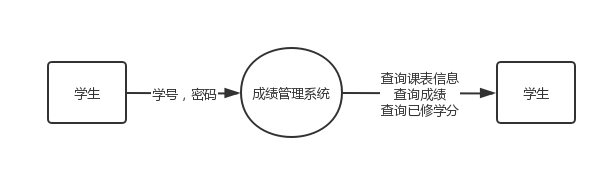 学生
学号，密码
成绩管理系统
查询课表信息
查询成绩
查询已修学分
学生